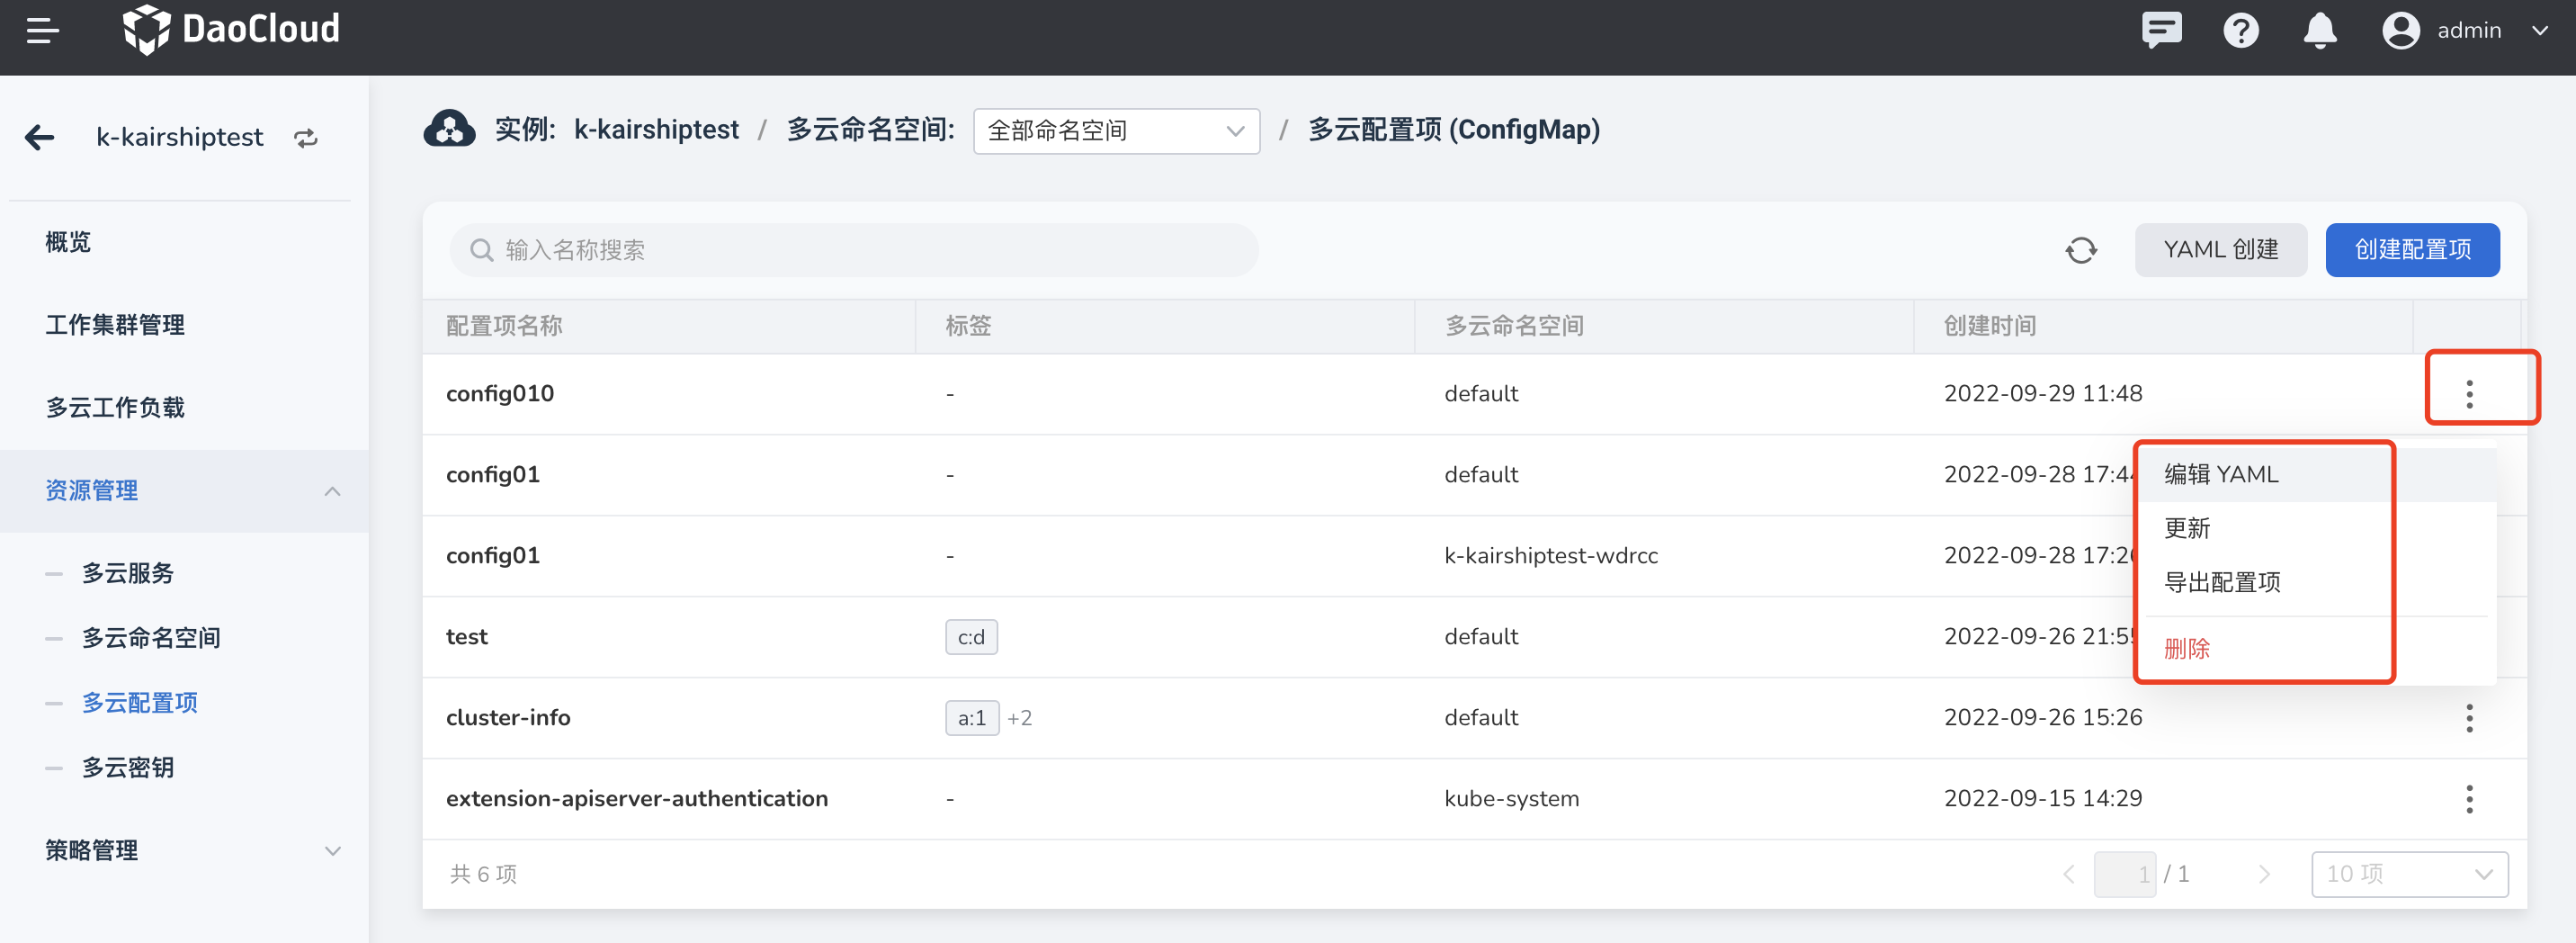 DaoCloud
admin
k-kairshiptest
实例: k-kairshiptest / 多云命名空间: 全部命名空间 / 多云配置项 (ConfigMap)
概览
工作集群管理
多云工作负载
资源管理
多云服务
多云命名空间
多云配置项
多云密钥
策略管理
输入名称搜索
YAML 创建
创建配置项
配置项名称 标签 多云命名空间 创建时间
config010 - default 2022-09-29 11:48
config01 - default 2022-09-28 17:44
config01 - k-kairshiptest-wdrcc 2022-09-28 17:2
test c:d default 2022-09-26 21:55
cluster-info a:1 +2 default 2022-09-26 15:26
extension-apiserver-authentication - kube-system 2022-09-15 14:29
编辑 YAML
更新
导出配置项
删除
共 6 项
1 / 1
10 项